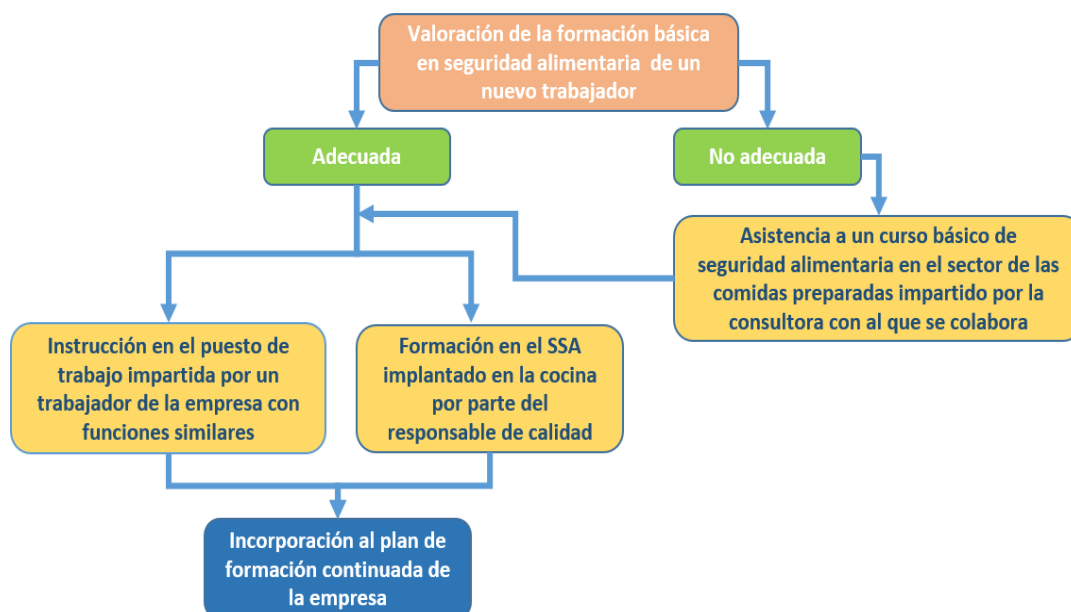 Valoración de la formación básica
en seguridad alimentaria de un
nuevo trabajador
Adecuada
No adecuada
Asistencia a un curso básico de
seguridad alimentaria en el sector de las
comidas preparadas impartido por la
consultora con al que se colabora
Instrucción en el puesto de
trabajo impartida por un
trabajador de la empresa con
funciones similares
Formación en el SSA
implantado en la cocina
por parte del
responsable de calidad
Incorporación al plan de
formación continuada de
la empresa